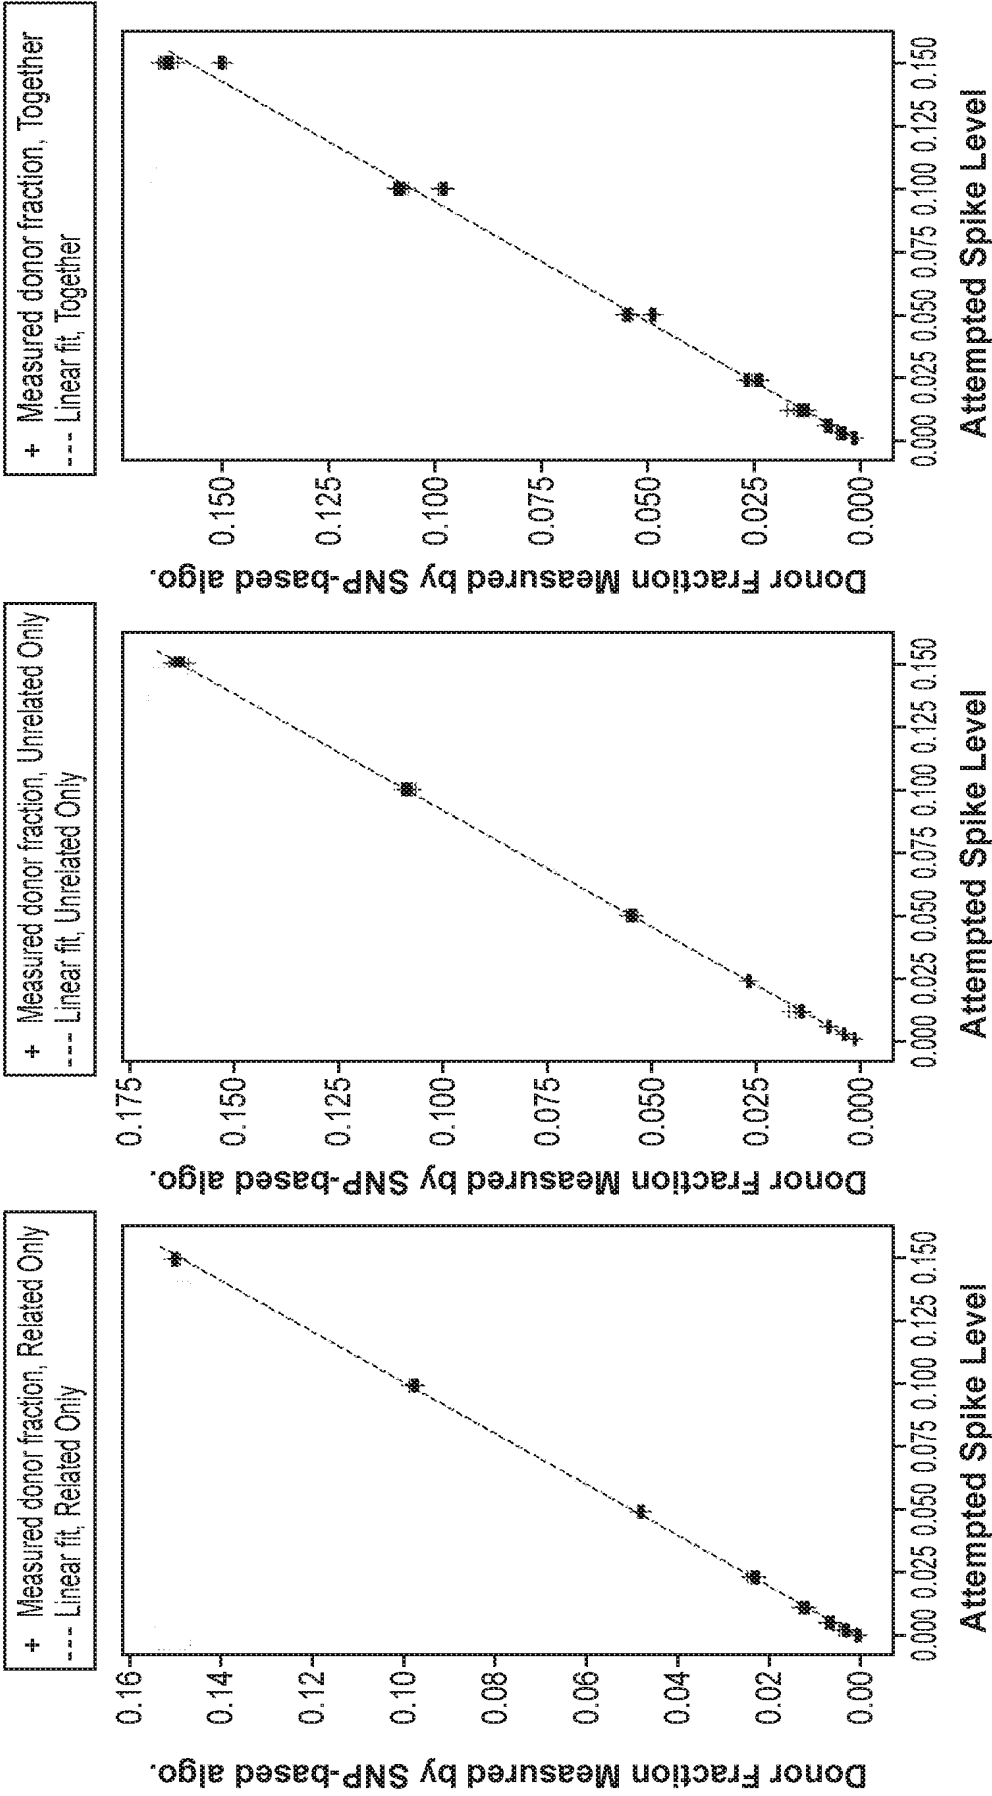 + Measured donor fraction, Related Only
--- Linear fit, Related Only
Donor Fraction Measured by SNP-based algo.
0.16
0.14
0.12
0.10
0.08
0.06
0.04
0.02
0.00
0.000 0.025 0.050 0.075 0.100 0.125 0.150
Attempted Spike Level
+ Measured donor fraction, Unrelated Only
--- Linear fit, Unrelated Only
Donor Fraction Measured by SNP-based algo.
0.175
0.150
0.125
0.100
0.075
0.050
0.025
0.000
0.000 0.025 0.050 0.075 0.100 0.125 0.150
Attempted Spike Level
+ Measured donor fraction, Together
--- Linear fit, Together
Donor Fraction Measured by SNP-based algo.
0.150
0.125
0.100
0.075
0.050
0.025
0.000
0.000 0.025 0.050 0.075 0.100 0.125 0.150
Attempted Spike Level